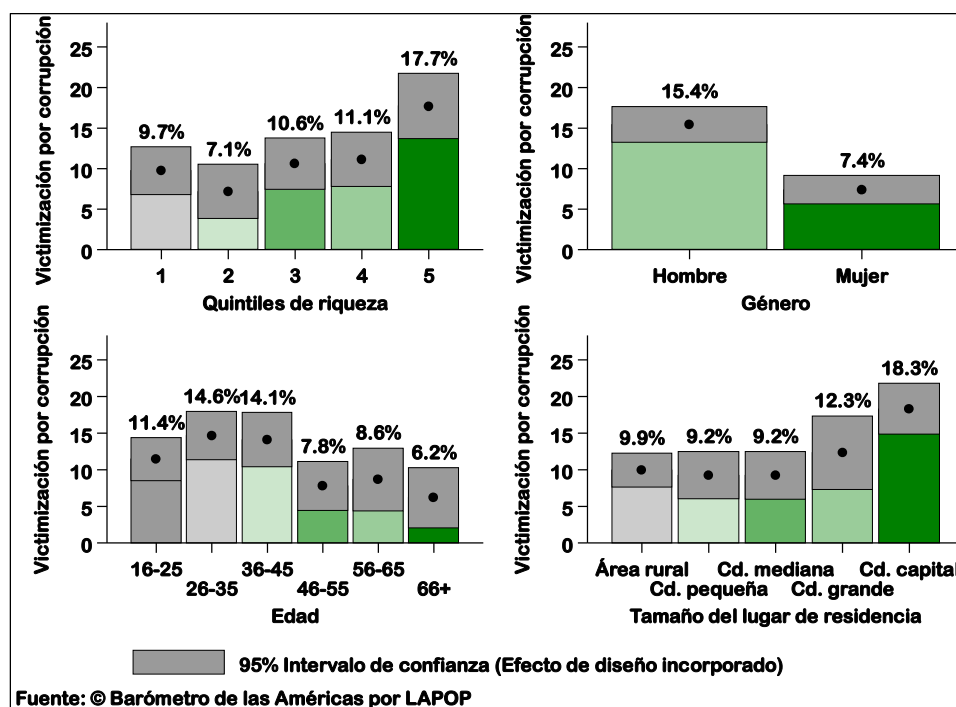 Victimización por corrupción
25
20
15
10
5
0
9.7%
7.1%
10.6%
11.1%
17.7%
1 2 3 4 5
Quintiles de riqueza
Victimización por corrupción
25
20
15
10
5
0
15.4%
7.4%
Hombre Mujer
Género
Victimización por corrupción
25
20
15
10
5
0
11.4%
14.6%
14.1%
7.8%
8.6%
6.2%
16-25 36-45 56-65
26-35 46-55 66+
Edad
Victimización por corrupción
25
20
15
10
5
0
9.9%
9.2%
9.2%
12.3%
18.3%
Área rural Cd. mediana Cd. capital
Cd. pequeña Cd. grande
Tamaño del lugar de residencia
95% Intervalo de confianza (Efecto de diseño incorporado)
Fuente: © Barómetro de las Américas por LAPOP